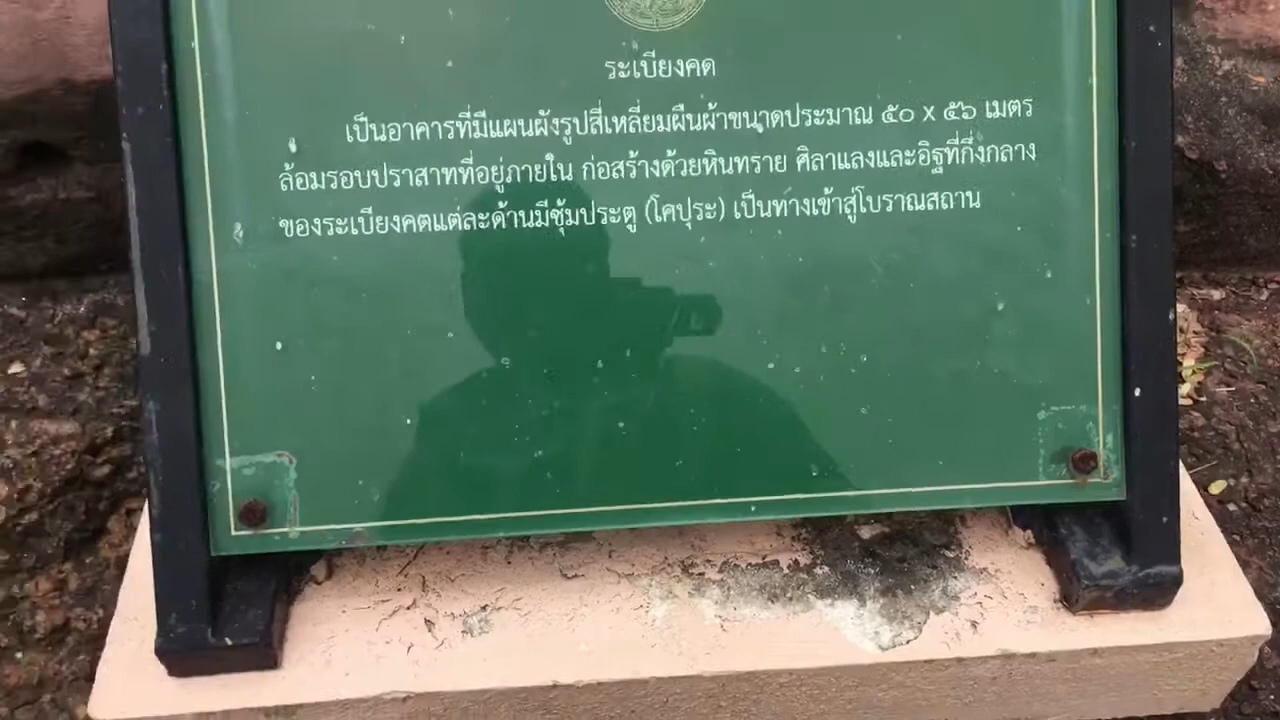 ระเบียงคด
เป็นอาคารที่มีแผนผังรูปสี่เหลี่ยมผืนผ้าขนาดประมาณ ๕๐ x ๕๖ เมตร
ล้อมรอบปราสาทที่อยู่ภายใน ก่อสร้างด้วยหินทราย ศิลาแลงและอิฐที่กึ่งกลาง
ของระเบียงคตแต่ละด้านมีซุ้มประตู (โคปุระ) เป็นทางเข้าสู่โบราณสถาน